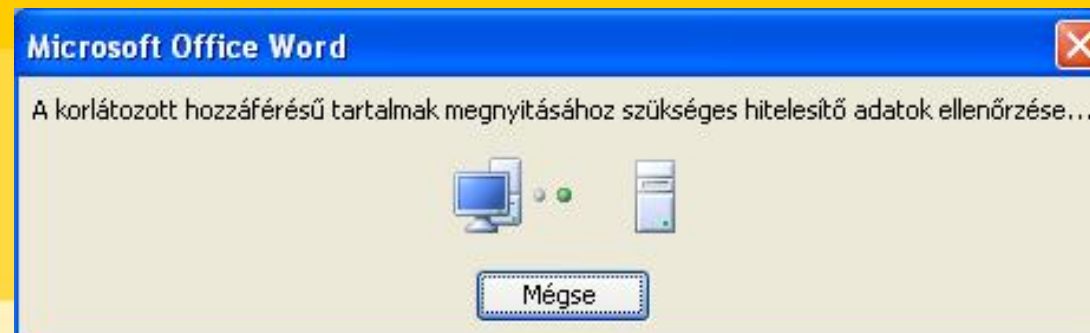 Microsoft Office Word
A korlátozott hozzáférésű tartalmak megnyitásához szükséges hitelesítő adatok ellenőrzése...
Mégse